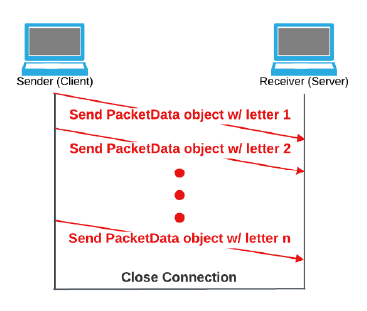 Sender (Client)
Receiver (Server)
Send PacketData object w/ letter 1
Send PacketData object w/ letter 2
Send PacketData object w/ letter n
Close Connection